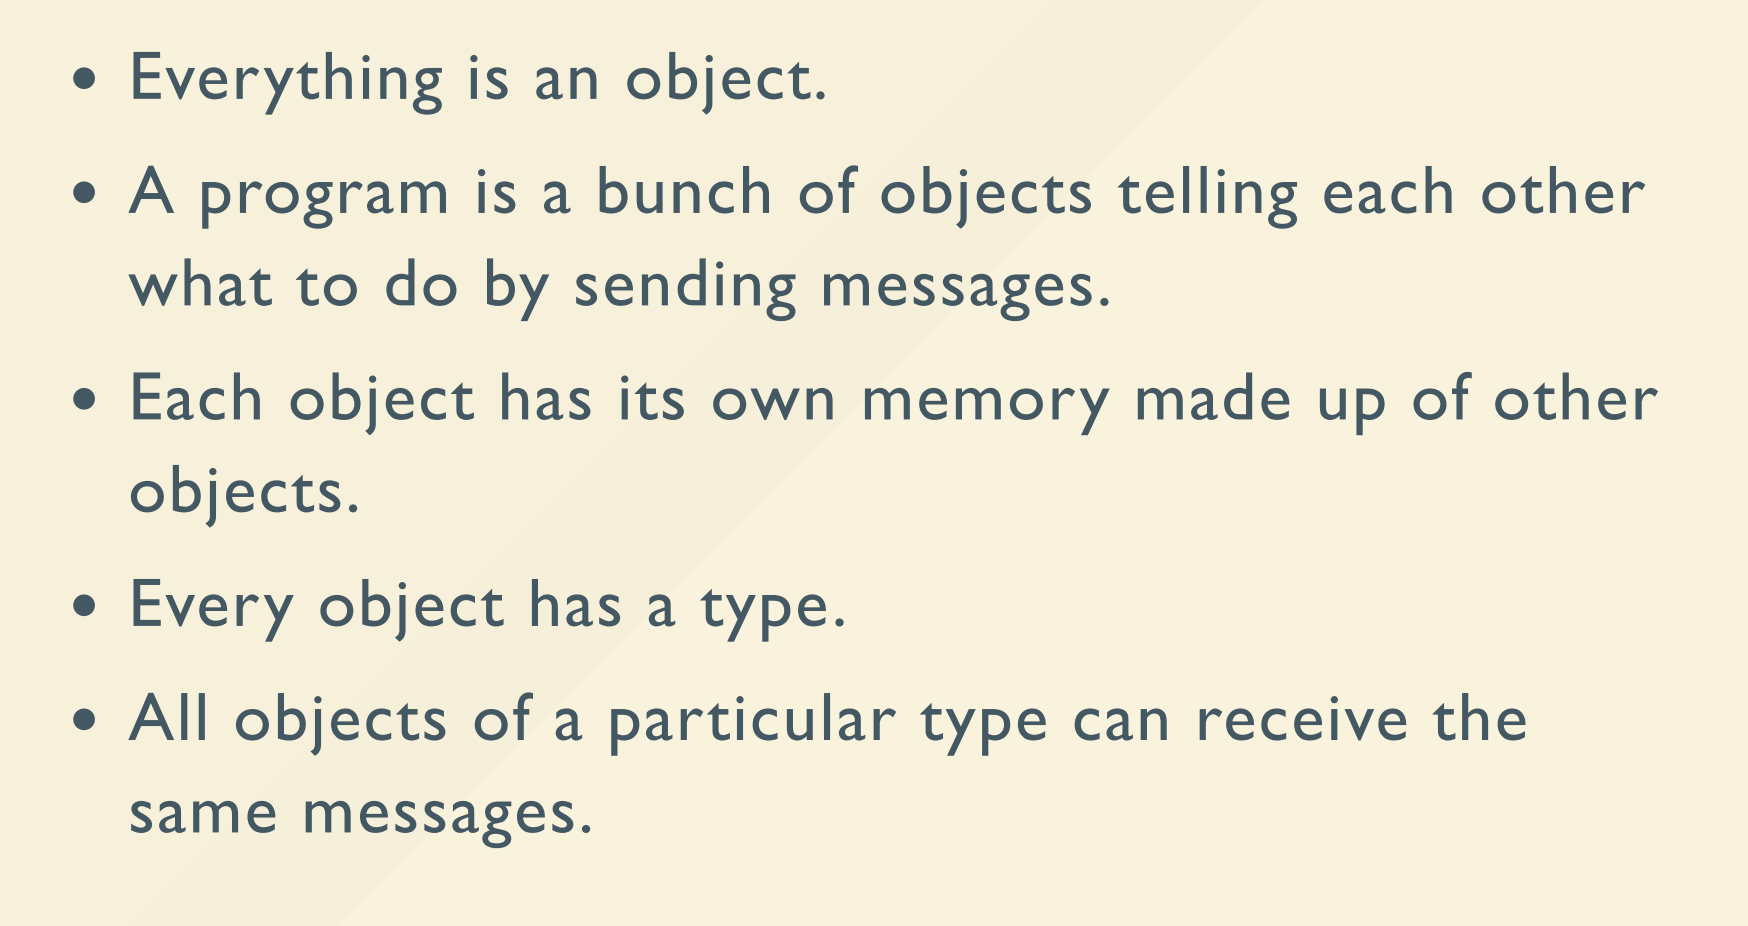 • Everything is an object.
• A program is a bunch of objects telling each other
what to do by sending messages.
• Each object has its own memory made up of other
objects.
• Every object has a type.
• All objects of a particular type can receive the
same messages.